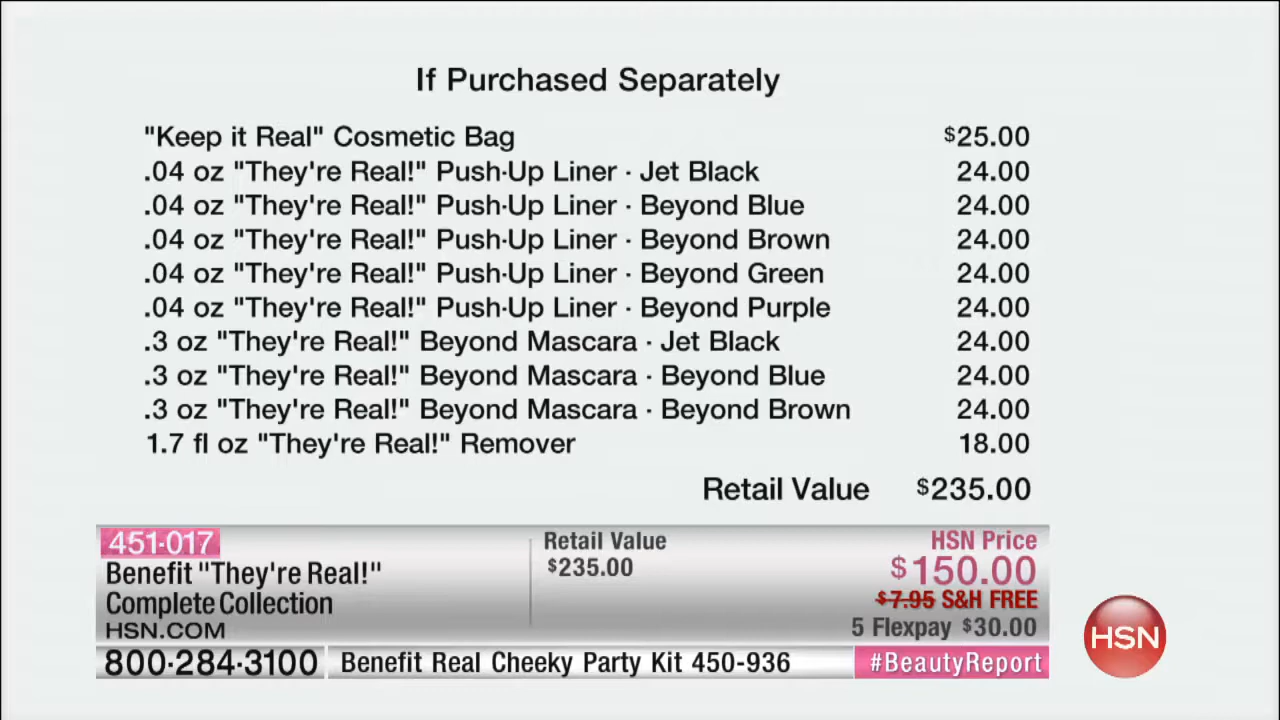 If Purchased Separately
"Keep it Real" Cosmetic Bag $25.00
.04 oz "They're Real!" Push-Up Liner · Jet Black 24.00
.04 oz "They're Real!" Push-Up Liner · Beyond Blue 24.00
.04 oz "They're Real!" Push-Up Liner · Beyond Brown 24.00
.04 oz "They're Real!" Push-Up Liner · Beyond Green 24.00
.04 oz "They're Real!" Push-Up Liner · Beyond Purple 24.00
.3 oz "They're Real!" Beyond Mascara · Jet Black 24.00
.3 oz "They're Real!" Beyond Mascara · Beyond Blue 24.00
.3 oz "They're Real!" Beyond Mascara · Beyond Brown 24.00
1.7 fl oz "They're Real!" Remover 18.00
Retail Value $235.00
451-017
Benefit "They're Real!"
Complete Collection
HSN.COM
Retail Value
$235.00
HSN Price
$150.00
$7.95 S&H FREE
5 Flexpay $30.00
800·284·3100
Benefit Real Cheeky Party Kit 450-936
#BeautyReport
HSN